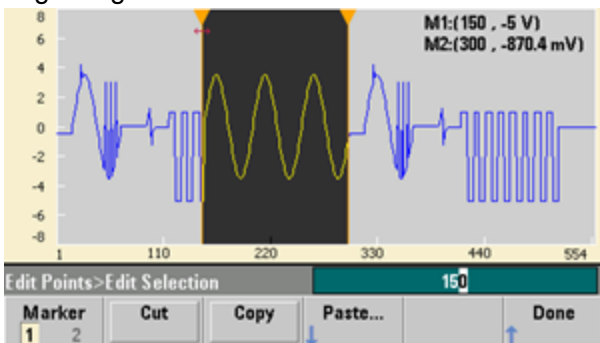 8
M1:(150 , -5 V)
6
M2:(300 , -870.4 mV)
4
2
0
-2
-4
-6
-8
1 110 220 330 440 554
Edit Points>Edit Selection 150
Marker Cut Copy Paste... Done
1 2